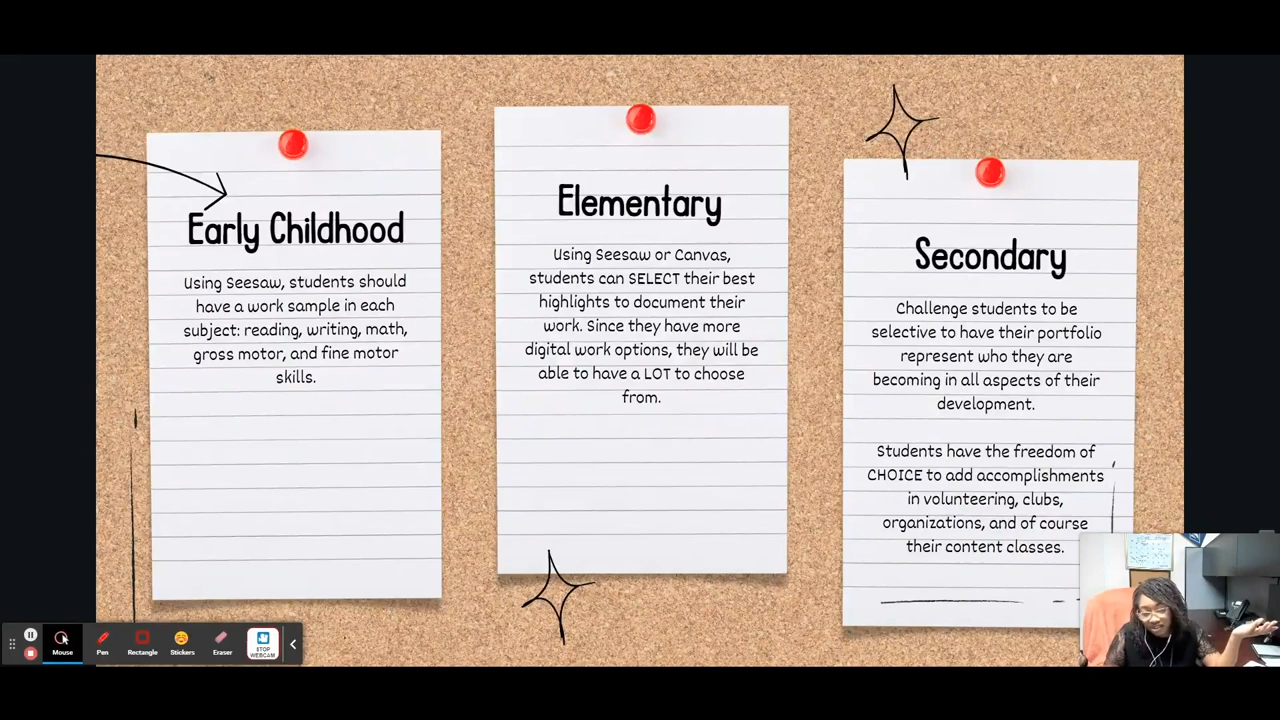 Early Childhood
Using Seesaw, students should
have a work sample in each
subject: reading, writing, math,
gross motor, and fine motor
skills.
Elementary
Using Seesaw or Canvas,
students can SELECT their best
highlights to document their
work. Since they have more
digital work options, they will be
able to have a LOT to choose
from.
Secondary
Challenge students to be
selective to have their portfolio
represent who they are
becoming in all aspects of their
development.
Students have the freedom of
CHOICE to add accomplishments
in volunteering, clubs,
organizations, and of course
their content classes.
Mouse
Pen
Rectangle
Stickers
Eraser
STOP
WEBCAM